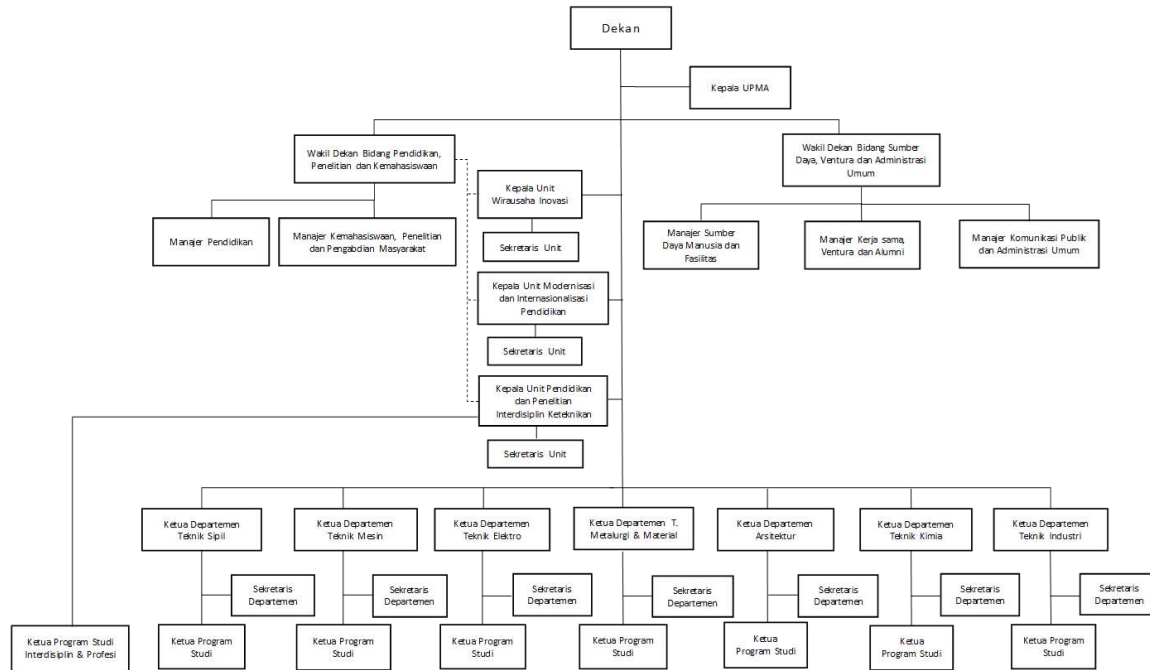 Dekan
Kepala UPMA
Wakil Dekan Bidang Pendidikan,
Penelitian dan Kemahasiswaan
Wakil Dekan Bidang Sumber
Daya, Ventura dan Administrasi
Umum
Kepala Unit
Wirausaha Inovasi
Manajer Pendidikan
Manajer Kemahasiswaan, Penelitian
dan Pengabdian Masyarakat
Sekretaris Unit
Manajer Sumber
Daya Manusia dan
Fasilitas
Manajer Kerja sama,
Ventura dan Alumni
Manajer Komunikasi Publik
dan Administrasi Umum
Kepala Unit Modernisasi
dan Internasionalisasi
Pendidikan
Sekretaris Unit
Kepala Unit Pendidikan
dan Penelitian
Interdisiplin Keteknikan
Sekretaris Unit
Ketua Departemen
Teknik Sipil
Ketua Departemen
Teknik Mesin
Ketua Departemen
Teknik Elektro
Ketua Departemen T.
Metalurgi & Material
Ketua Departemen
Arsitektur
Ketua Departemen
Teknik Kimia
Ketua Departemen
Teknik Industri
Sekretaris
Departemen
Sekretaris
Departemen
Sekretaris
Departemen
Sekretaris
Departemen
Sekretaris
Departemen
Sekretaris
Departemen
Sekretaris
Departemen
Ketua Program Studi
Interdisiplin & Profesi
Ketua Program
Studi
Ketua Program
Studi
Ketua Program
Studi
Ketua Program
Studi
Ketua
Program Studi
Ketua
Program Studi
Ketua Program
Studi